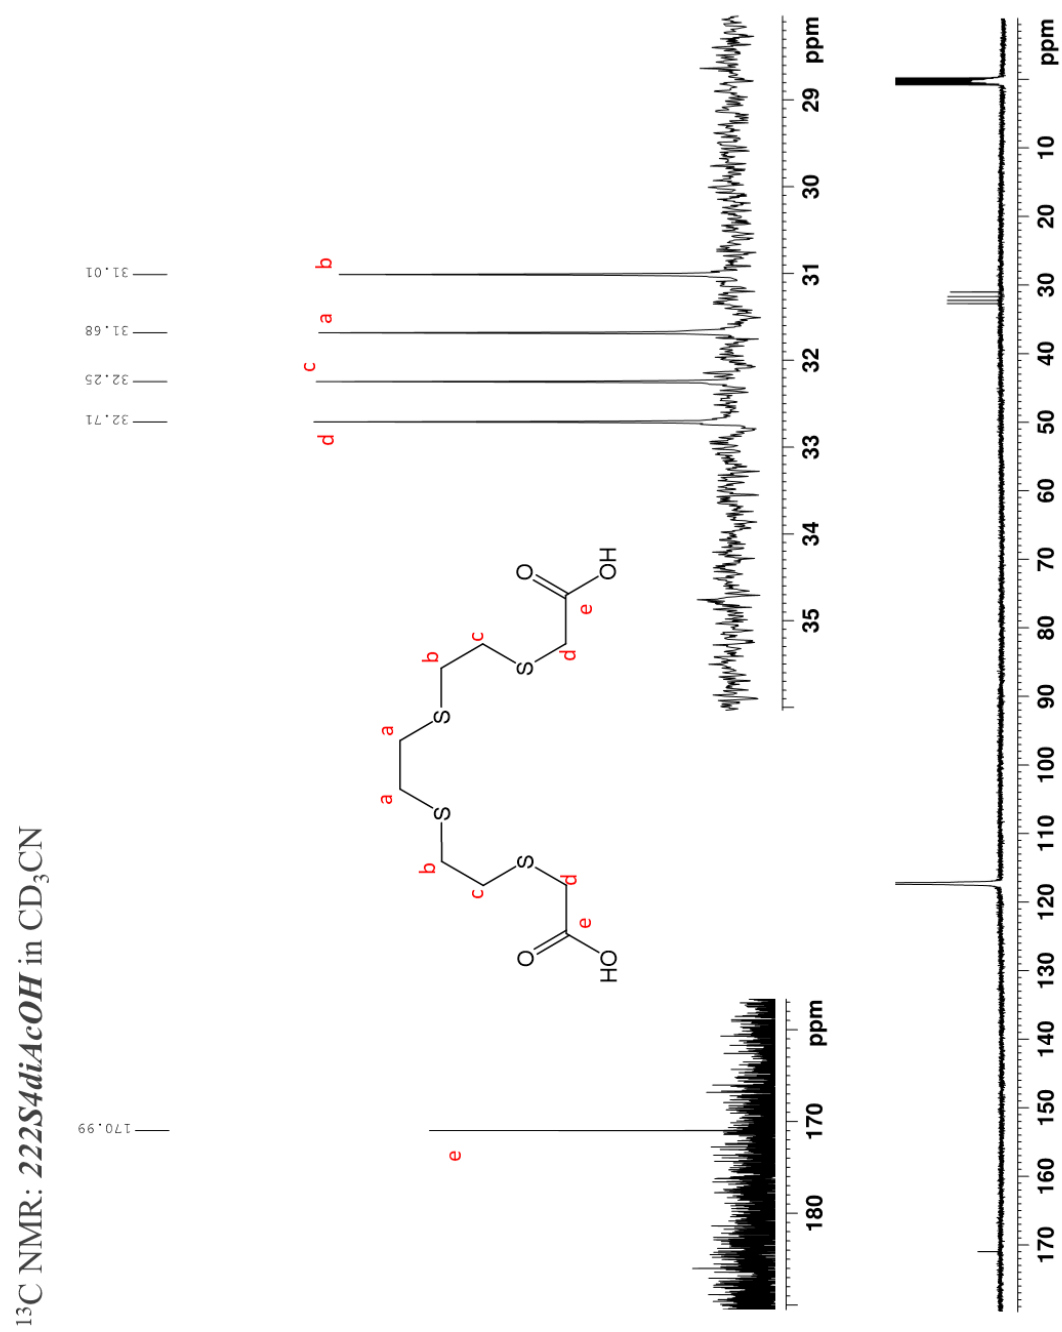 ¹³C NMR: 222S4diAcOH in CD₃CN
170.99
32.71
32.25
31.68
31.01
e
d
c
a
b
O
HO
e
d
S
c
b
S
a
a
S
b
c
S
d
e
O
OH
180
170
ppm
35
34
33
32
31
30
29
ppm
170
160
150
140
130
120
110
100
90
80
70
60
50
40
30
20
10
ppm